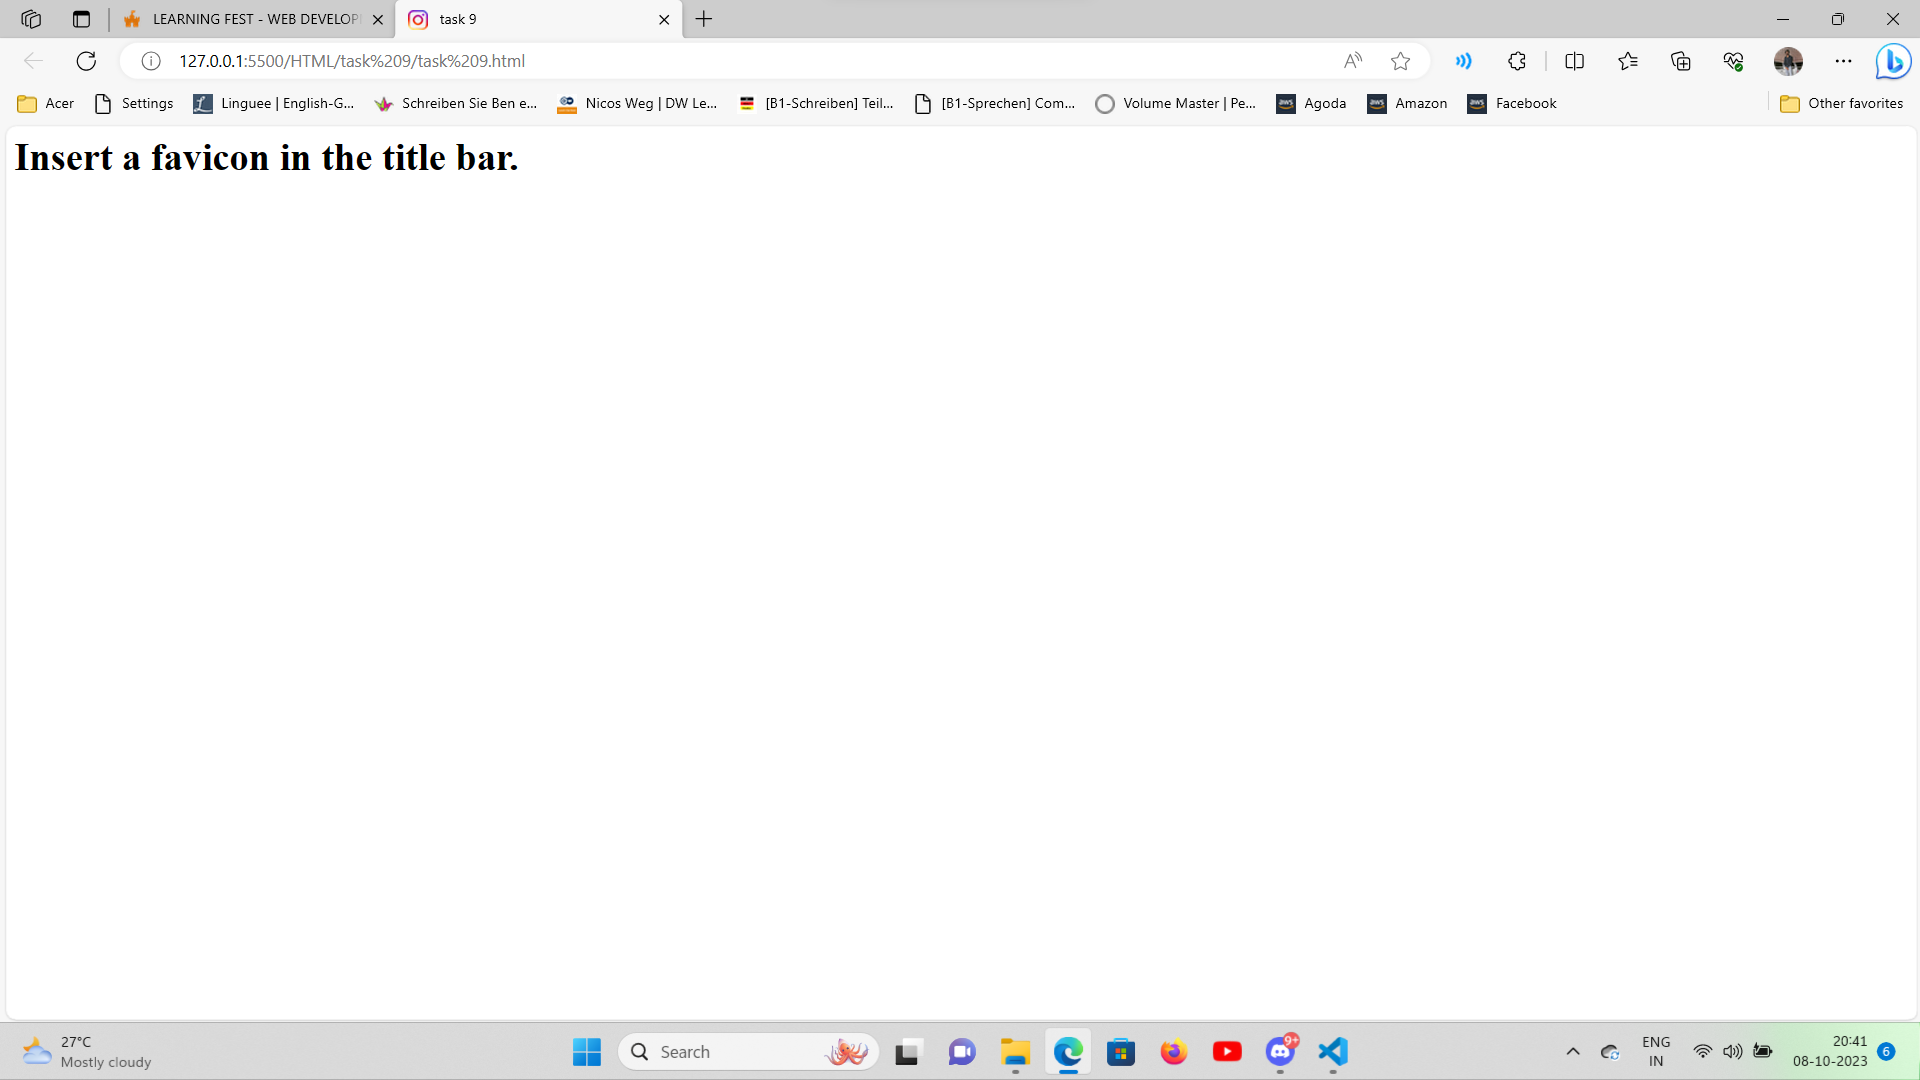 LEARNING FEST - WEB DEVELOP
task 9
127.0.0.1:5500/HTML/task%209/task%209.html
Acer
Settings
Linguee | English-G...
Schreiben Sie Ben e...
Nicos Weg | DW Le...
[B1-Schreiben] Teil...
[B1-Sprechen] Com...
Volume Master | Pe...
aws Agoda
aws Amazon
aws Facebook
Other favorites
Insert a favicon in the title bar.
27°C
Mostly cloudy
Search
9+
ENG
IN
20:41
08-10-2023
6